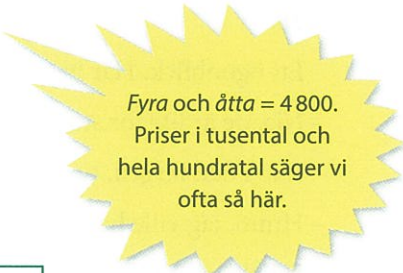 Fyra och åtta = 4 800.
Priser i tusental och
hela hundratal säger vi
ofta så här.